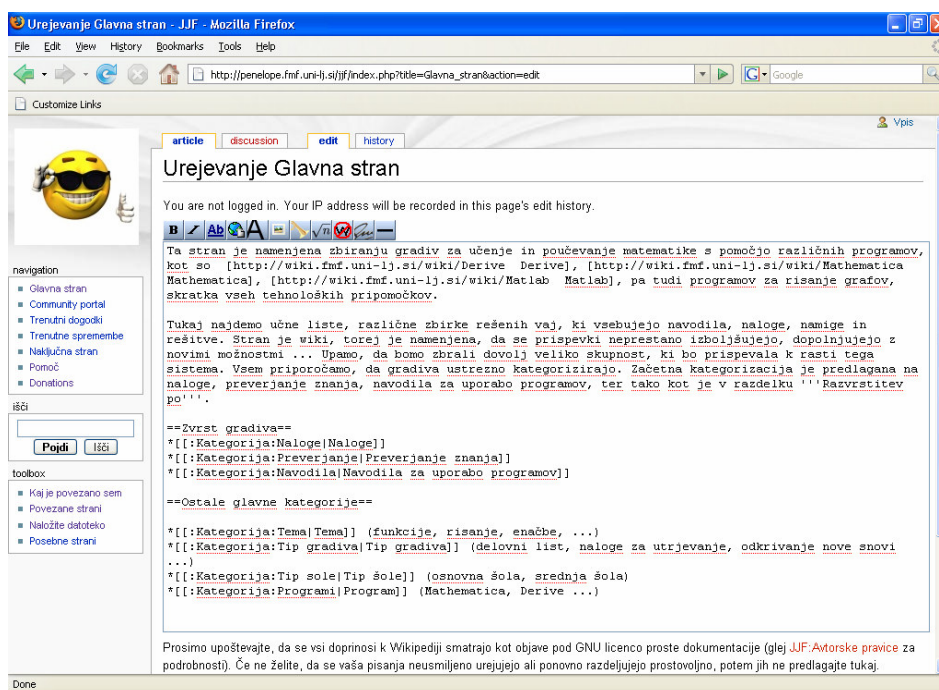 Urejevanje Glavna stran - JJF - Mozilla Firefox
File Edit View History Bookmarks Tools Help
http://penelope.fmf.uni-lj.si/jjf/index.php?title=Glavna_stran&action=edit
G Google
Customize Links
Vpis
article discussion edit history
Urejevanje Glavna stran
You are not logged in. Your IP address will be recorded in this page's edit history.
B I Ab A √n W
Ta stran je namenjena zbiranju gradiv za učenje in poučevanje matematike s pomočjo različnih programov,
kot so [http://wiki.fmf.uni-lj.si/wiki/Derive Derive], [http://wiki.fmf.uni-lj.si/wiki/Mathematica
Mathematica], [http://wiki.fmf.uni-lj.si/wiki/Matlab Matlab], pa tudi programov za risanje grafov,
skratka vseh tehnoloških pripomočkov.
Tukaj najdemo učne liste, različne zbirke rešenih vaj, ki vsebujejo navodila, naloge, namige in
rešitve. Stran je wiki, torej je namenjena, da se prispevki neprestano izboljšujejo, dopolnjujejo z
novimi možnostmi ... Upamo, da bomo zbrali dovolj veliko skupnost, ki bo prispevala k rasti tega
sistema. Vsem priporočamo, da gradiva ustrezno kategorizirajo. Začetna kategorizacija je predlagana na
naloge, preverjanje znanja, navodila za uporabo programov, ter tako kot je v razdelku '''Razvrstitev
po'''.
==Zvrst gradiva==
*[[:Kategorija:Naloge|Naloge]]
*[[:Kategorija:Preverjanje|Preverjanje znanja]]
*[[:Kategorija:Navodila|Navodila za uporabo programov]]
==Ostale glavne kategorije==
*[[:Kategorija:Tema|Tema]] (funkcije, risanje, enačbe, ...)
*[[:Kategorija:Tip gradiva|Tip gradiva]] (delovni list, naloge za utrjevanje, odkrivanje nove snovi
...)
*[[:Kategorija:Tip sole|Tip šole]] (osnovna šola, srednja šola)
*[[:Kategorija:Programi|Program]] (Mathematica, Derive ...)
Prosimo upoštevajte, da se vsi doprinosi k Wikipediji smatrajo kot objave pod GNU licenco proste dokumentacije (glej JJF:Avtorske pravice za
podrobnosti). Če ne želite, da se vaša pisanja neusmiljeno urejujejo ali ponovno razdeljujejo prostovoljno, potem jih ne predlagajte tukaj.
navigation
Glavna stran
Community portal
Trenutni dogodki
Trenutne spremembe
Naključna stran
Pomoč
Donations
išči
Pojdi Išči
toolbox
Kaj je povezano sem
Povezane strani
Naložite datoteko
Posebne strani
Done